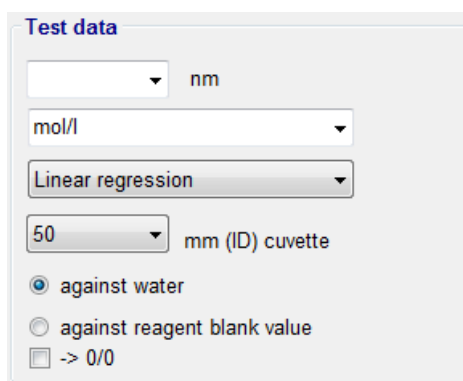 Test data
nm
mol/l
Linear regression
50 mm (ID) cuvette
against water
against reagent blank value
-> 0/0